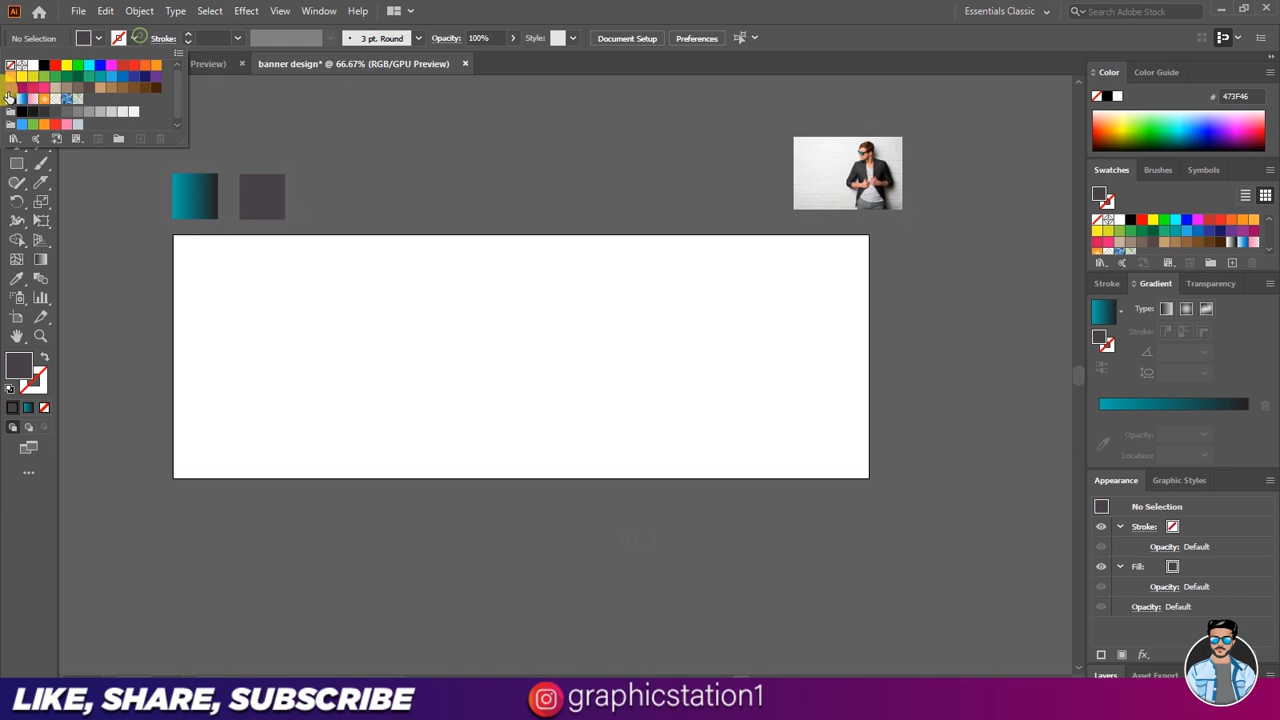 Ai File Edit Object Type Select Effect View Window Help Essentials Classic Search Adobe Stock
No Selection Stroke: 3 pt. Round Opacity: 100% Style: Document Setup Preferences
Preview) × banner design* @ 66.67% (RGB/GPU Preview) ×
Color Color Guide
# 473F46
Swatches Brushes Symbols
Stroke Gradient Transparency
Type:
Stroke:
Opacity:
Location:
Appearance Graphic Styles
No Selection
Stroke:
Opacity: Default
Fill:
Opacity: Default
Opacity: Default
fx
Layers Asset Export
LIKE, SHARE, SUBSCRIBE graphicstation1